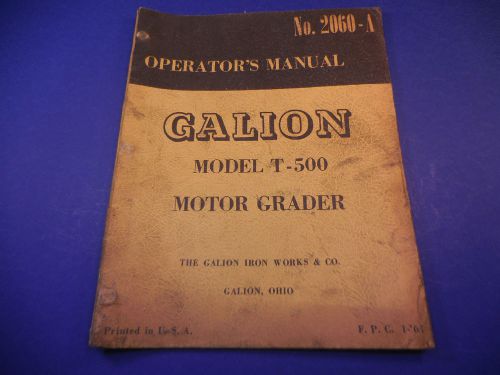 No. 2060-A
OPERATOR'S MANUAL
GALION
MODEL T-500
MOTOR GRADER
THE GALION IRON WORKS & CO.
GALION, OHIO
Printed in U. S. A.
F. P. C.